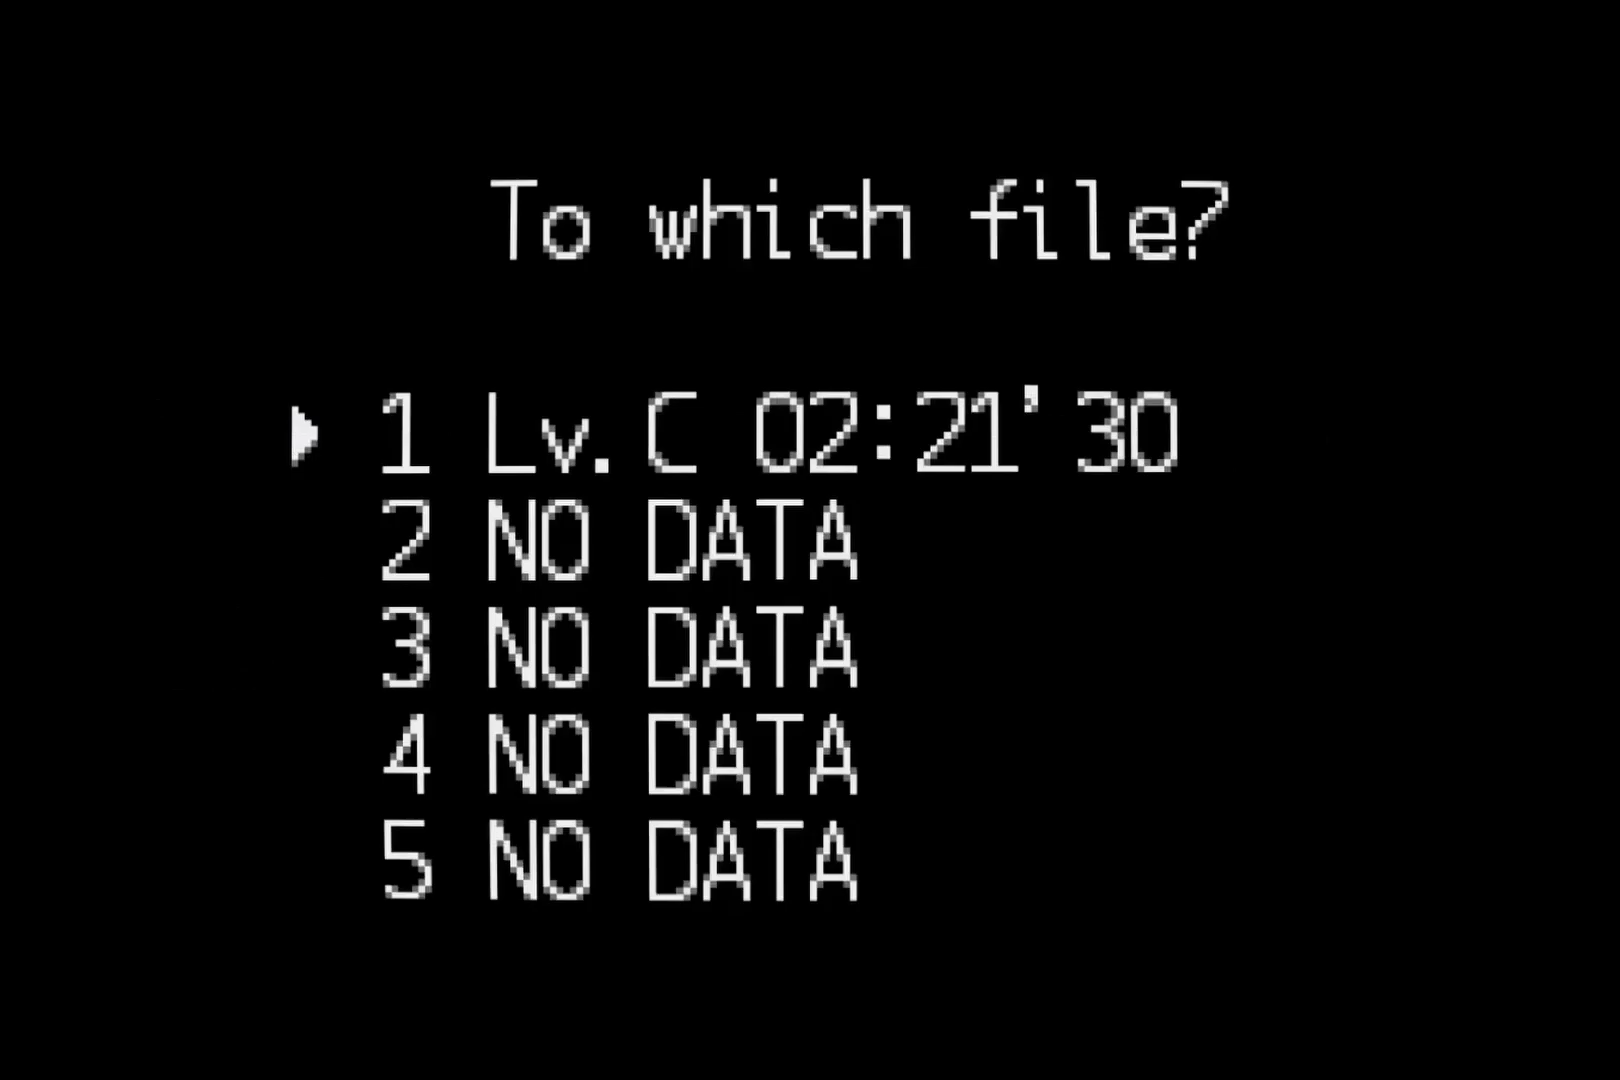 To which file?
1 Lv.C 02:21'30
2 NO DATA
3 NO DATA
4 NO DATA
5 NO DATA